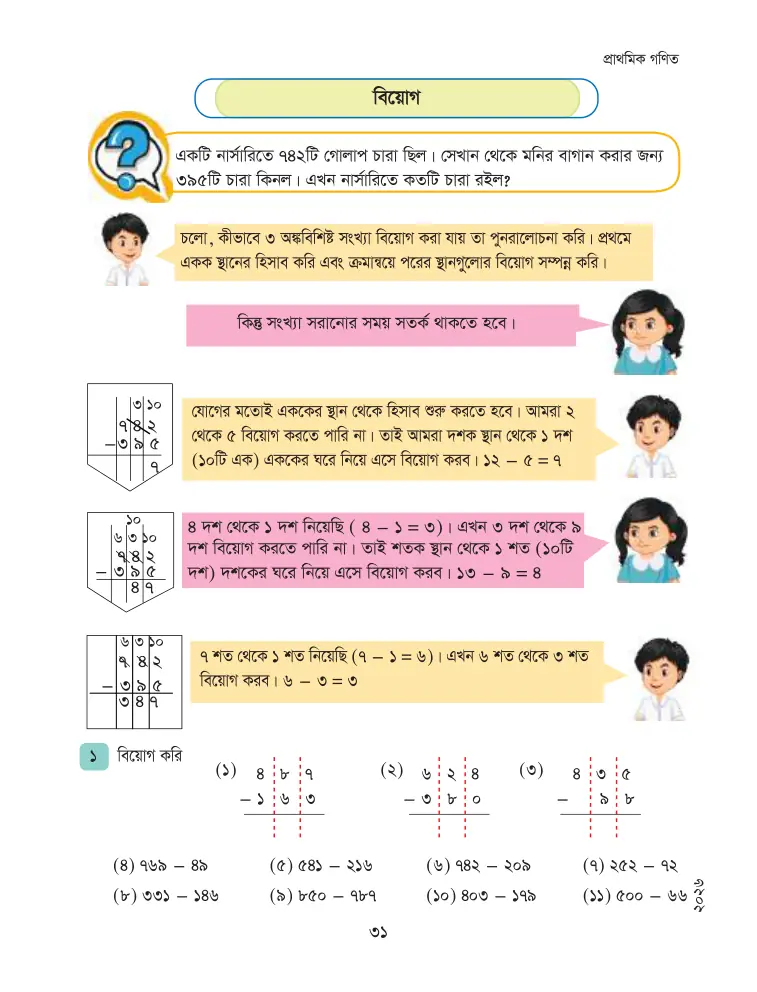 প্রাথমিক গণিত
বিয়োগ
একটি নার্সারিতে ৭৪২টি গোলাপ চারা ছিল। সেখান থেকে মনির বাগান করার জন্য
৩৯৫টি চারা কিনল। এখন নার্সারিতে কতটি চারা রইল?
চলো, কীভাবে ৩ অঙ্কবিশিষ্ট সংখ্যা বিয়োগ করা যায় তা পুনরালোচনা করি। প্রথমে
একক স্থানের হিসাব করি এবং ক্রমান্বয়ে পরের স্থানগুলোর বিয়োগ সম্পন্ন করি।
কিন্তু সংখ্যা সরানোর সময় সতর্ক থাকতে হবে।
৩ ১০
৭ ৪ ২
– ৩ ৯ ৫
৭
যোগের মতোই এককের স্থান থেকে হিসাব শুরু করতে হবে। আমরা ২
থেকে ৫ বিয়োগ করতে পারি না। তাই আমরা দশক স্থান থেকে ১ দশ
(১০টি এক) এককের ঘরে নিয়ে এসে বিয়োগ করব। ১২ – ৫ = ৭
১০
৬ ৩ ১০
৭ ৪ ২
– ৩ ৯ ৫
৪ ৭
৪ দশ থেকে ১ দশ নিয়েছি ( ৪ – ১ = ৩)। এখন ৩ দশ থেকে ৯
দশ বিয়োগ করতে পারি না। তাই শতক স্থান থেকে ১ শত (১০টি
দশ) দশকের ঘরে নিয়ে এসে বিয়োগ করব। ১৩ – ৯ = ৪
৬ ৩ ১০
৭ ৪ ২
– ৩ ৯ ৫
৩ ৪ ৭
৭ শত থেকে ১ শত নিয়েছি (৭ – ১ = ৬)। এখন ৬ শত থেকে ৩ শত
বিয়োগ করব। ৬ – ৩ = ৩
১ বিয়োগ করি
(১) ৪ ৮ ৭ (২) ৬ ২ ৪ (৩) ৪ ৩ ৫
– ১ ৬ ৩ – ৩ ৮ ০ – ৯ ৮
(৪) ৭৬৯ – ৪৯ (৫) ৫৪১ – ২১৬ (৬) ৭৪২ – ২০৯ (৭) ২৫২ – ৭২
(৮) ৩৩১ – ১৪৬ (৯) ৮৫০ – ৭৮৭ (১০) ৪০৩ – ১৭৯ (১১) ৫০০ – ৬৬
২০২৬
৩১